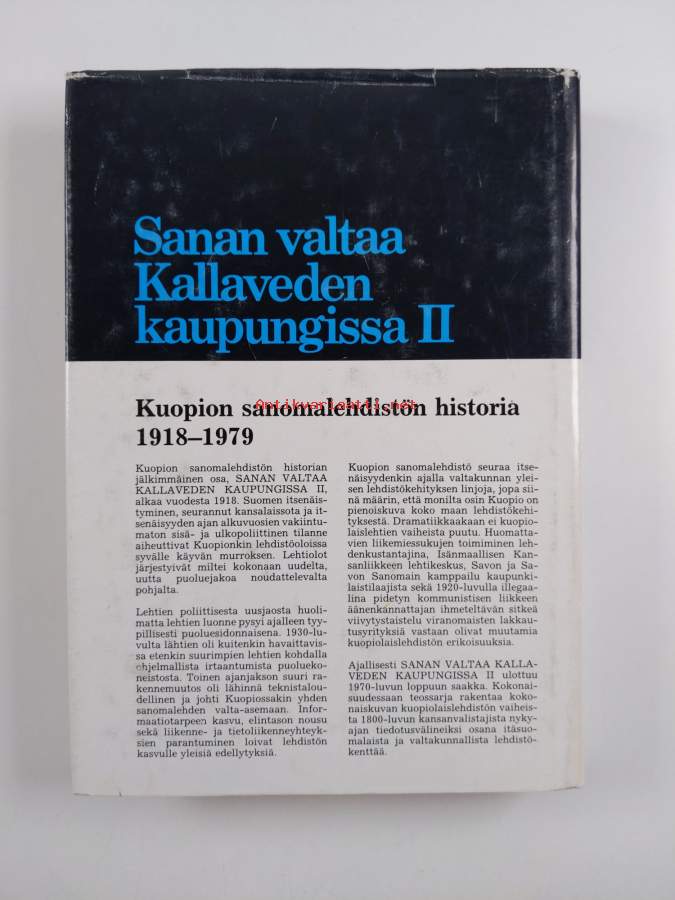 Sanan valtaa
Kallaveden
kaupungissa II
Kuopion sanomalehdistön historia
Antikvariaatti.net
1918–1979
Kuopion sanomalehdistön historian
jälkimmäinen osa, SANAN VALTAA
KALLAVEDEN KAUPUNGISSA II,
alkaa vuodesta 1918. Suomen itsenäis-
tyminen, seurannut kansalaissota ja it-
senäisyyden ajan alkuvuosien vakiintu-
maton sisä- ja ulkopoliittinen tilanne
aiheuttivat Kuopionkin lehdistöoloissa
syvälle käyvän murroksen. Lehtiolot
järjestyivät miltei kokonaan uudelta,
uutta puoluejakoa noudattelevalta
pohjalta.
Lehtien poliittisesta uusjaosta huoli-
matta lehtien luonne pysyi ajalleen tyy-
pillisesti puoluesidonnaisena. 1930-lu-
vulta lähtien oli kuitenkin havaittavis-
sa etenkin suurimpien lehtien kohdalla
ohjelmallista irtaantumista puolueko-
neistosta. Toinen ajanjakson suuri ra-
kennemuutos oli lähinnä teknistalou-
dellinen ja johti Kuopiossakin yhden
sanomalehden valta-asemaan. Infor-
maatiotarpeen kasvu, elintason nousu
sekä liikenne- ja tietoliikenneyhteyk-
sien parantuminen loivat lehdistön
kasvulle yleisiä edellytyksiä.
Kuopion sanomalehdistö seuraa itse-
näisyydenkin ajalla valtakunnan yleis-
sen lehdistökehityksen linjoja, jopa sii-
nä määrin, että monilta osin Kuopio on
pienoiskuva koko maan lehdistökehi-
tyksestä. Dramatiikkaakaan ei kuopio-
laislehtien vaiheista puutu. Huomatta-
vien liikemiessukujen toimiminen leh-
denkustantajina, Isänmaallisen Kan-
sanliikkeen lehtikeskus, Savon ja Sa-
von Sanomain kamppailu kaupunki-
laistilaajista sekä 1920-luvulla illegaa-
lina pidetyn kommunistisen liikkeen
äänenkannattajan ihmeteltävän sitkeä
viivytystaistelu viranomaisten lakkau-
tusyrityksiä vastaan olivat muutamia
kuopiolaislehdistön erikoisuuksia.
Ajallisesti SANAN VALTAA KALLA-
VEDEN KAUPUNGISSA II ulottuu
1970-luvun loppuun saakka. Kokonai-
suudessaan teossarja rakentaa koko-
naiskuvan kuopiolaislehdistön vaiheis-
ta 1800-luvun kansanvalistajista nyky-
ajan tiedotusvälineiksi osana itäsuo-
malaista ja valtakunnallista lehdistö-
kenttää.